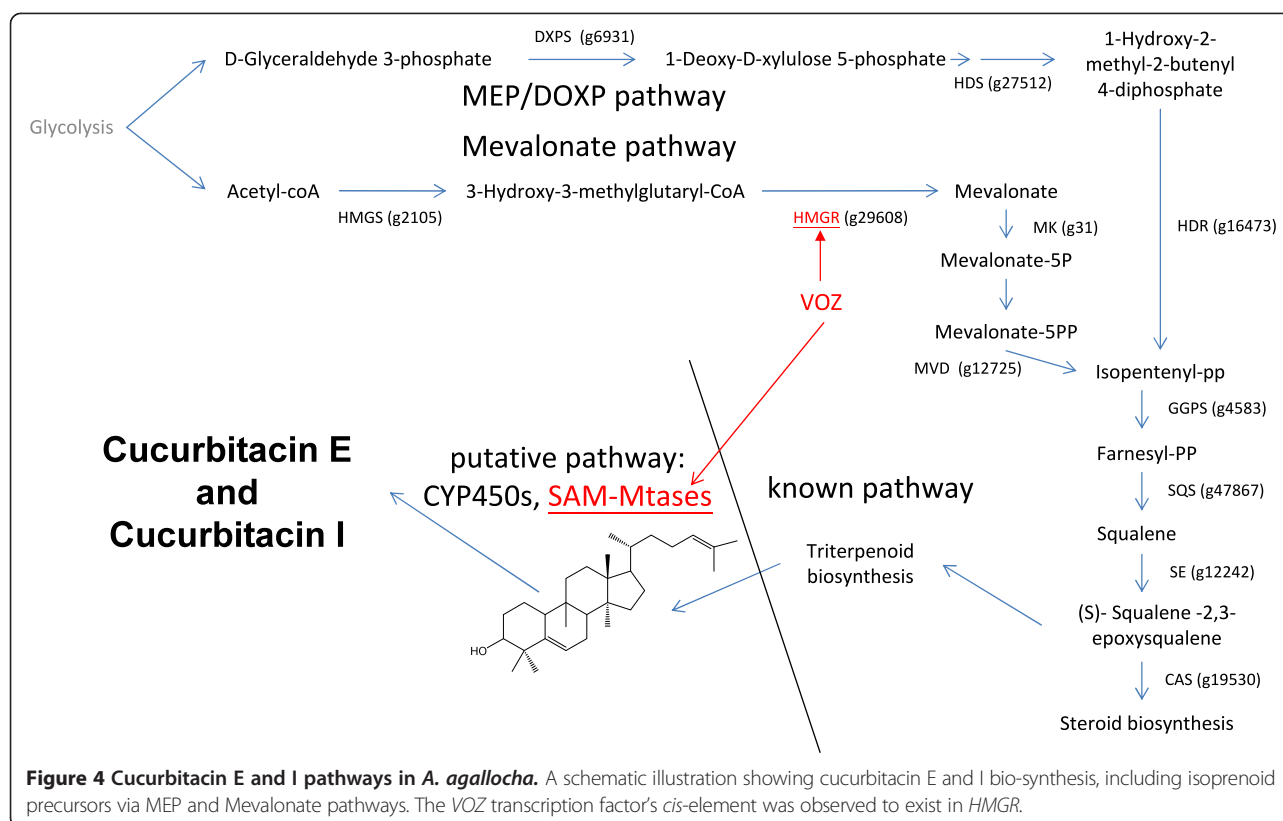 DXPS (g6931)
D-Glyceraldehyde 3-phosphate
1-Deoxy-D-xylulose 5-phosphate
HDS (g27512)
1-Hydroxy-2-
methyl-2-butenyl
4-diphosphate
MEP/DOXP pathway
Glycolysis
Mevalonate pathway
Acetyl-coA
HMGS (g2105)
3-Hydroxy-3-methylglutaryl-CoA
HMGR (g29608)
Mevalonate
MK (g31)
HDR (g16473)
Mevalonate-5P
VOZ
Mevalonate-5PP
MVD (g12725)
Isopentenyl-pp
GGPS (g4583)
Farnesyl-PP
SQS (g47867)
Squalene
SE (g12242)
(S)- Squalene -2,3-
epoxysqualene
CAS (g19530)
Steroid biosynthesis
known pathway
Triterpenoid
biosynthesis
putative pathway:
CYP450s, SAM-Mtases
HO
Cucurbitacin E
and
Cucurbitacin I
Figure 4 Cucurbitacin E and I pathways in A. agallocha. A schematic illustration showing cucurbitacin E and I bio-synthesis, including isoprenoid
precursors via MEP and Mevalonate pathways. The VOZ transcription factor's cis-element was observed to exist in HMGR.